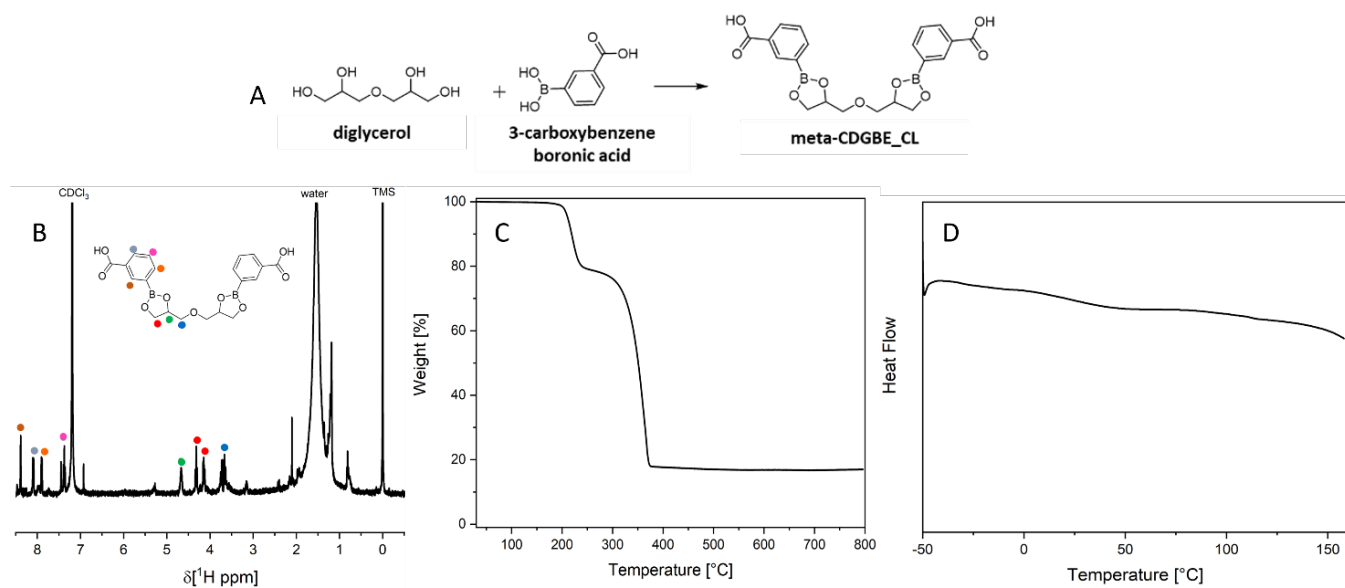 A
OH
OH
HO
O
OH
diglycerol
+
O
OH
HO
B
HO
3-carboxybenzene
boronic acid
HO
O
B
O
O
O
O
B
O
O
OH
meta-CDGBE_CL
B
CDCl3
water
TMS
HO
O
B
O
O
O
O
B
O
O
OH
8 7 6 5 4 3 2 1 0
δ[1H ppm]
C
Weight [%]
100
80
60
40
20
0
100 200 300 400 500 600 700 800
Temperature [°C]
D
Heat Flow
-50 0 50 100 150
Temperature [°C]